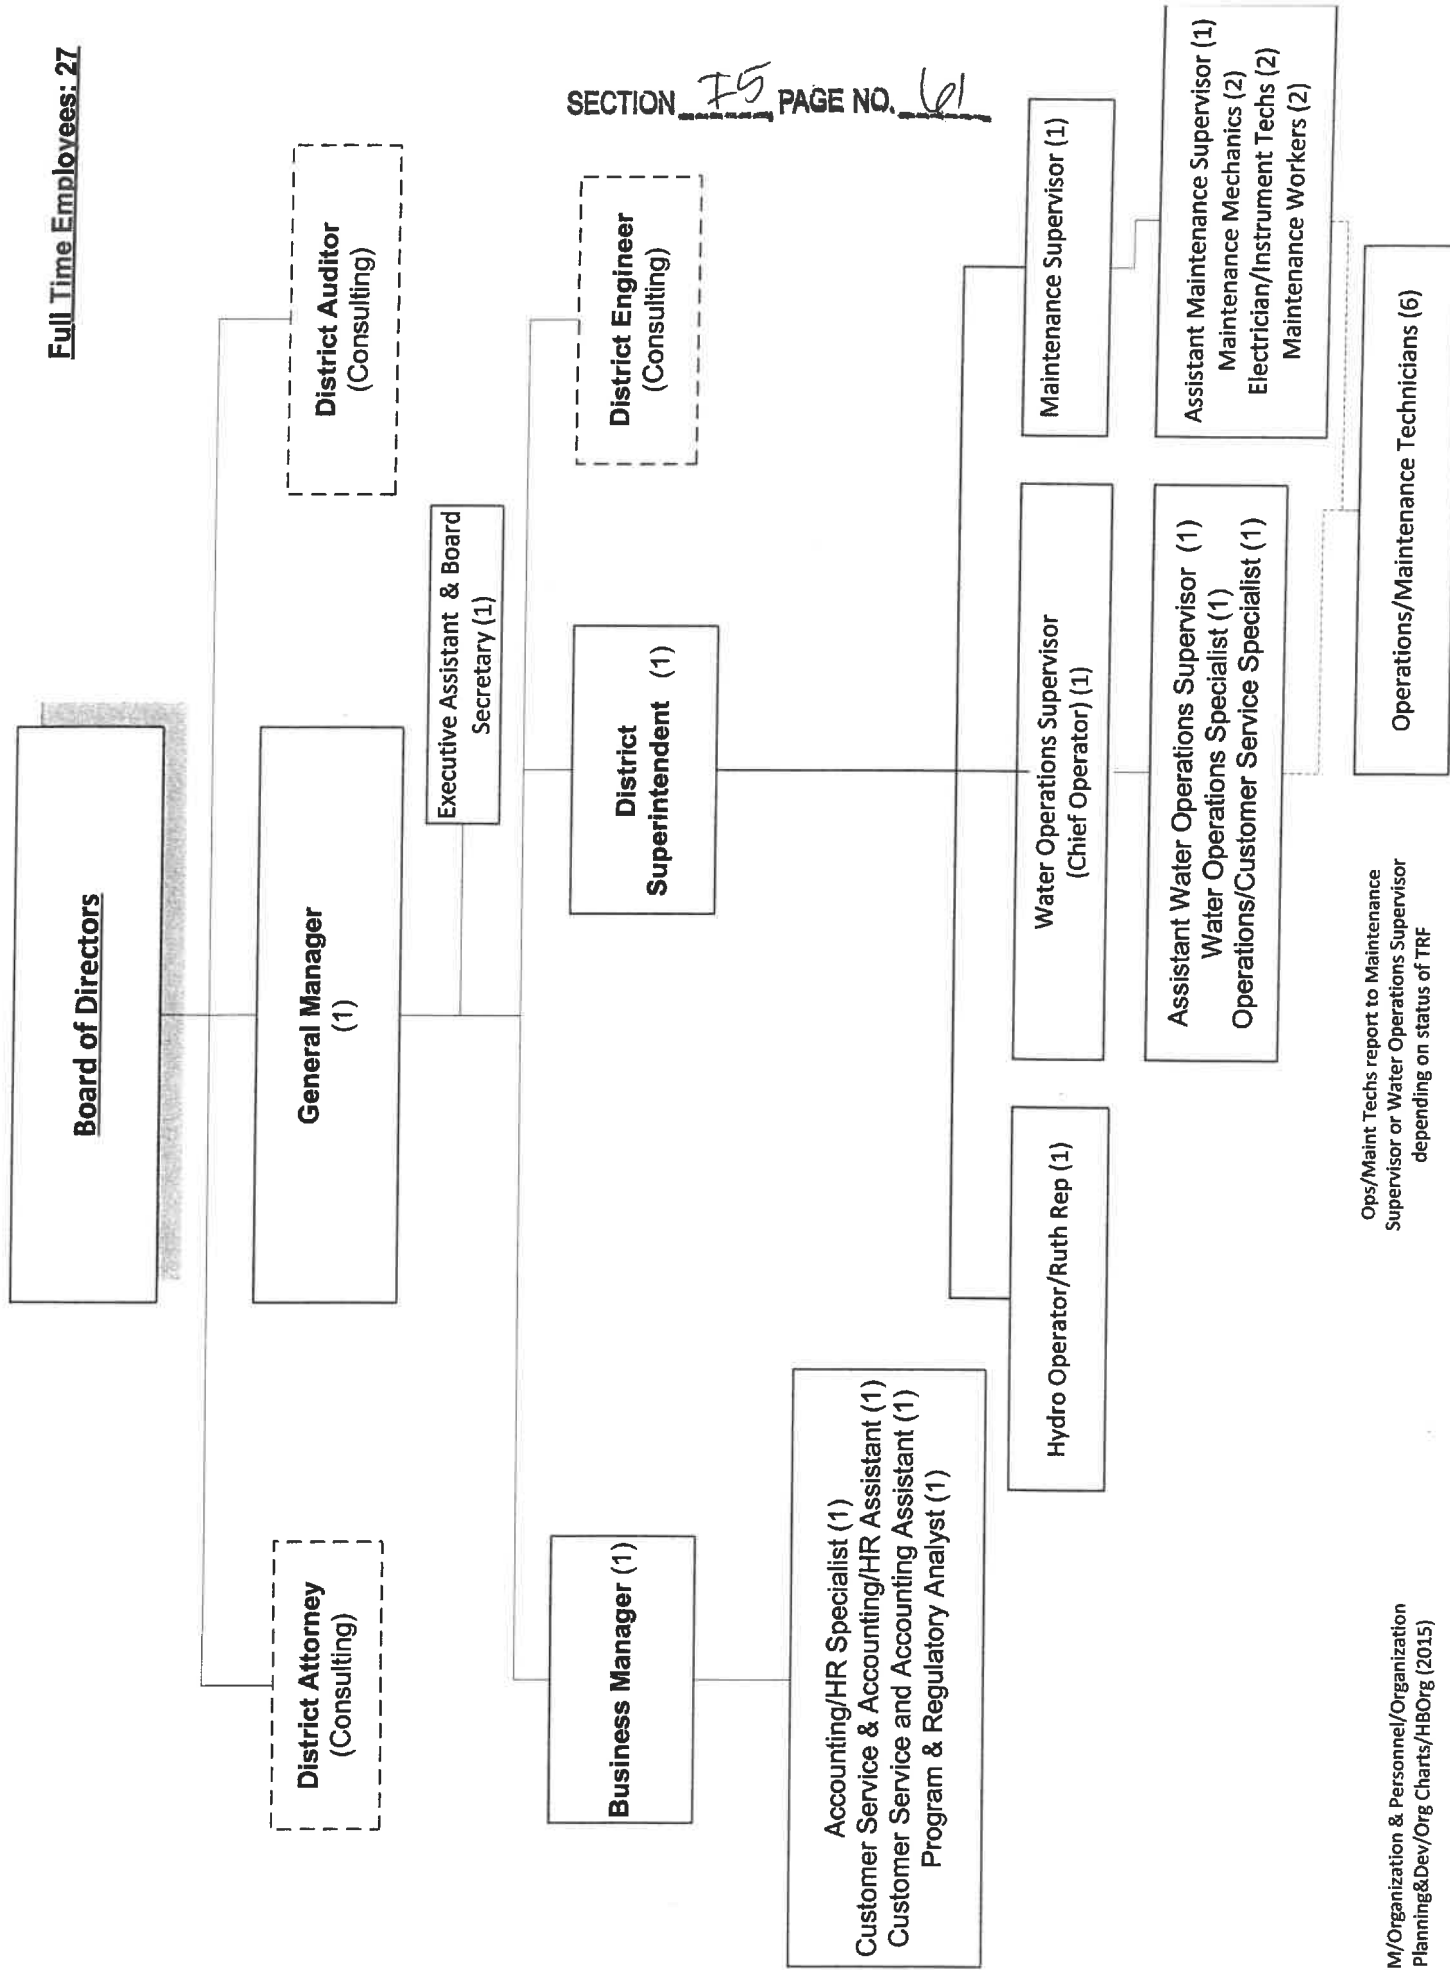 Full Time Employees: 27
Board of Directors
District Attorney
(Consulting)
General Manager
(1)
District Auditor
(Consulting)
Executive Assistant & Board
Secretary (1)
Business Manager (1)
District
Superintendent (1)
District Engineer
(Consulting)
SECTION I5 PAGE NO. 61
Accounting/HR Specialist (1)
Customer Service & Accounting/HR Assistant (1)
Customer Service and Accounting Assistant (1)
Program & Regulatory Analyst (1)
Hydro Operator/Ruth Rep (1)
Water Operations Supervisor
(Chief Operator) (1)
Maintenance Supervisor (1)
Assistant Water Operations Supervisor (1)
Water Operations Specialist (1)
Operations/Customer Service Specialist (1)
Assistant Maintenance Supervisor (1)
Maintenance Mechanics (2)
Electrician/Instrument Techs (2)
Maintenance Workers (2)
Operations/Maintenance Technicians (6)
Ops/Maint Techs report to Maintenance
Supervisor or Water Operations Supervisor
depending on status of TRF
M/Organization & Personnel/Organization
Planning&Dev/Org Charts/HBOrg (2015)